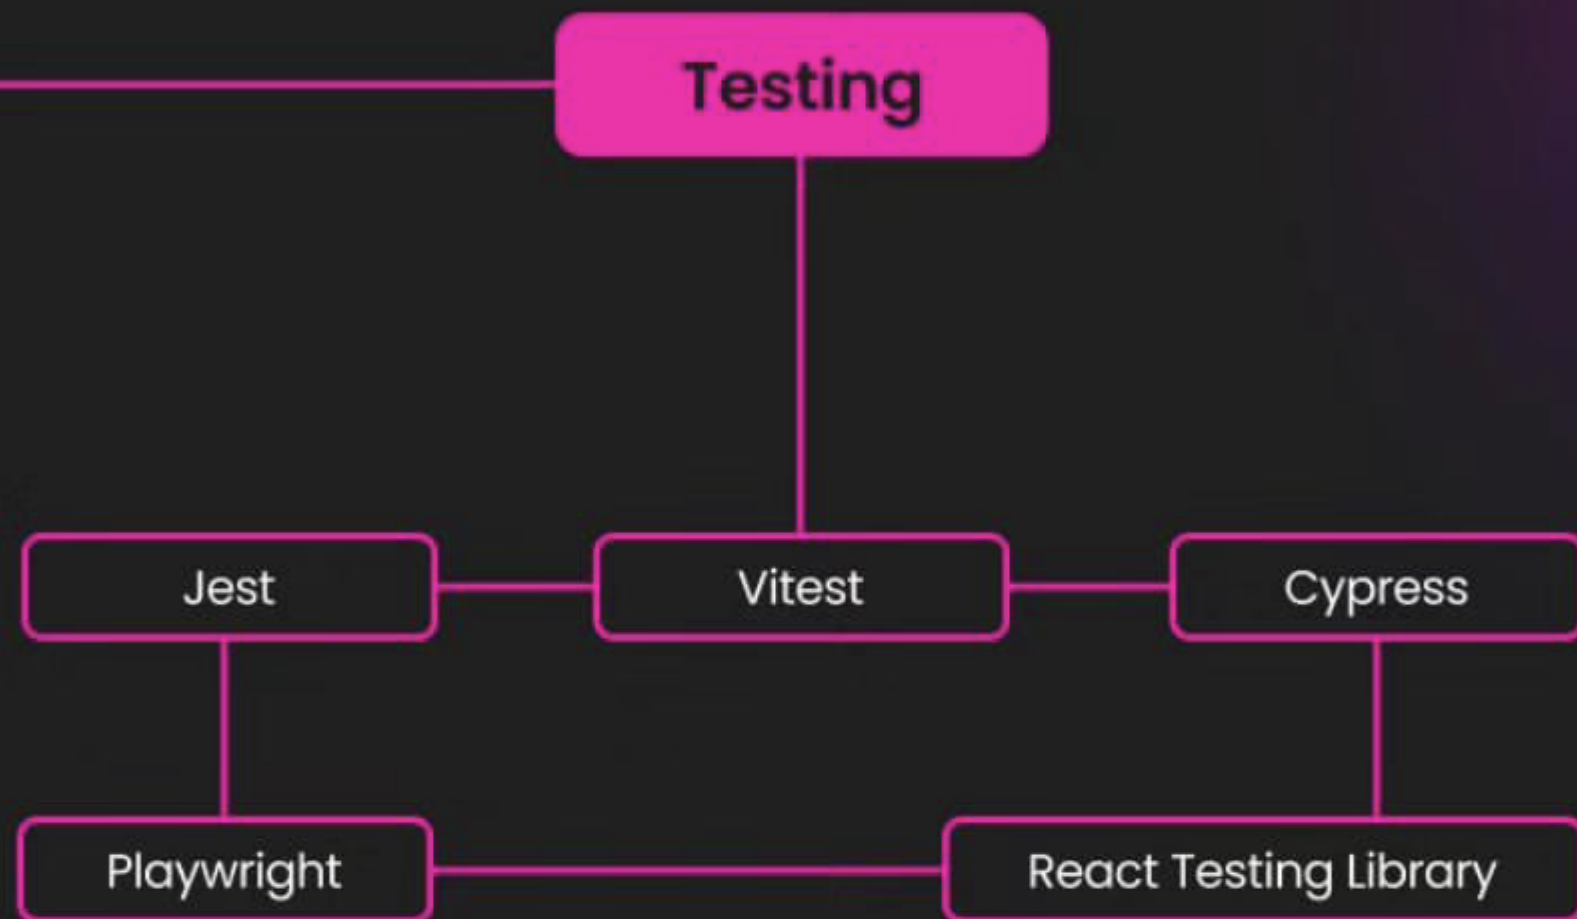 Testing
Jest
Vitest
Cypress
Playwright
React Testing Library